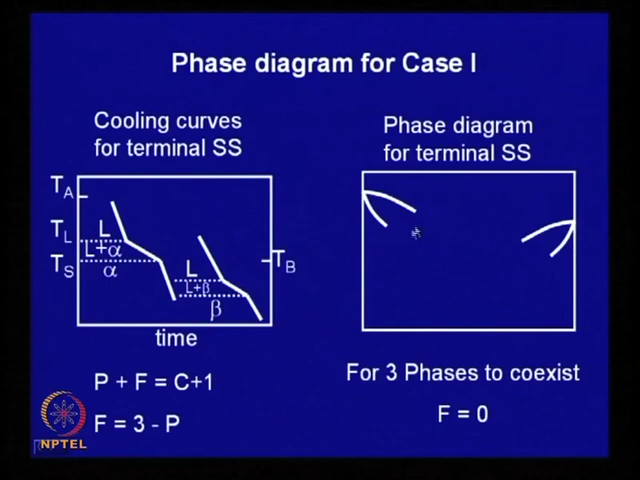 Phase diagram for Case I
Cooling curves
for terminal SS
Phase diagram
for terminal SS
T_A
T_L
L
L+α
T_S
α
L
L+β
β
T_B
time
P + F = C+1
F = 3 - P
For 3 Phases to coexist
F = 0
NPTEL